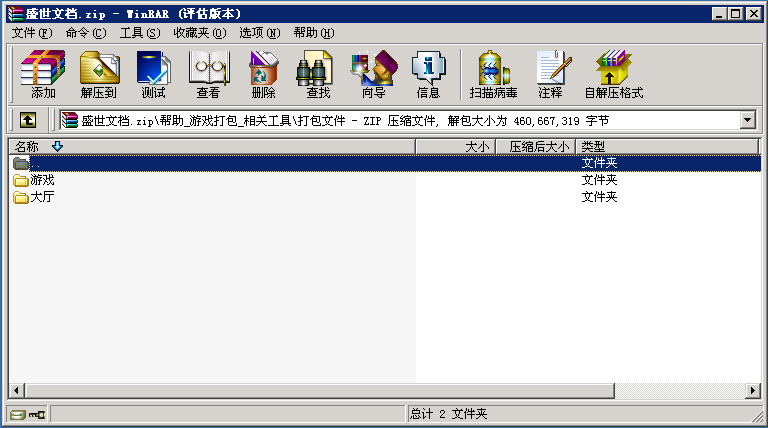 盛世文档.zip - WinRAR (评估版本)
文件(F) 命令(C) 工具(S) 收藏夹(O) 选项(N) 帮助(H)
添加 解压到 测试 查看 删除 查找 向导 信息 扫描病毒 注释 自解压格式
盛世文档.zip\帮助_游戏打包_相关工具\打包文件 - ZIP 压缩文件, 解包大小为 460,667,319 字节
名称 大小 压缩后大小 类型
.. 文件夹
游戏 文件夹
大厅 文件夹
总计 2 文件夹